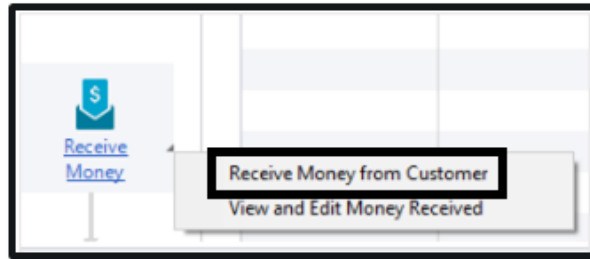 $
Receive
Money
Receive Money from Customer
View and Edit Money Received